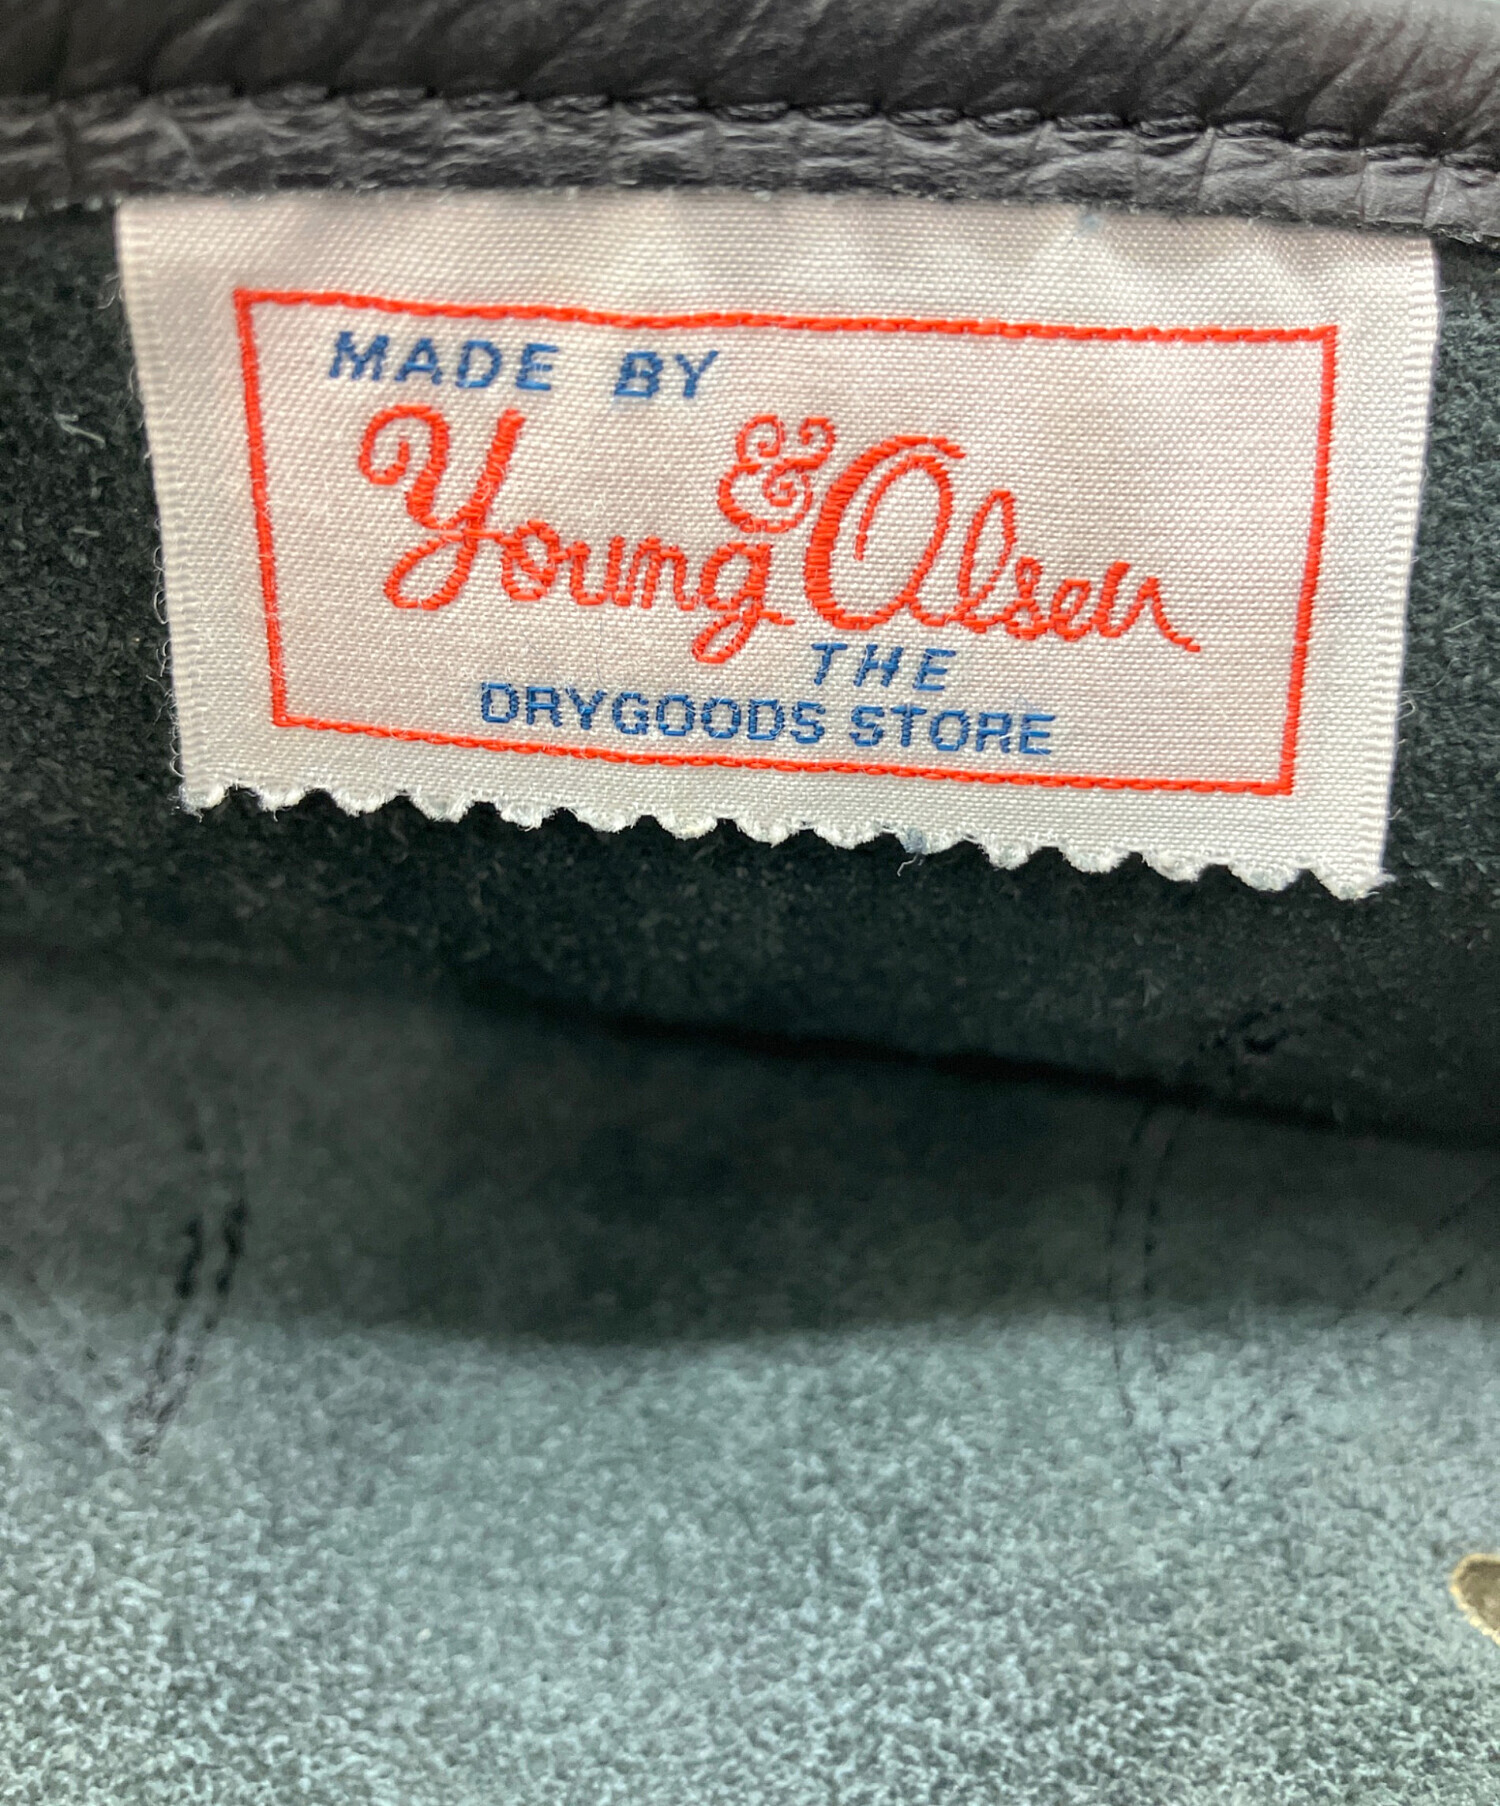 MADE BY
Young & Olsen
THE
DRYGOODS STORE